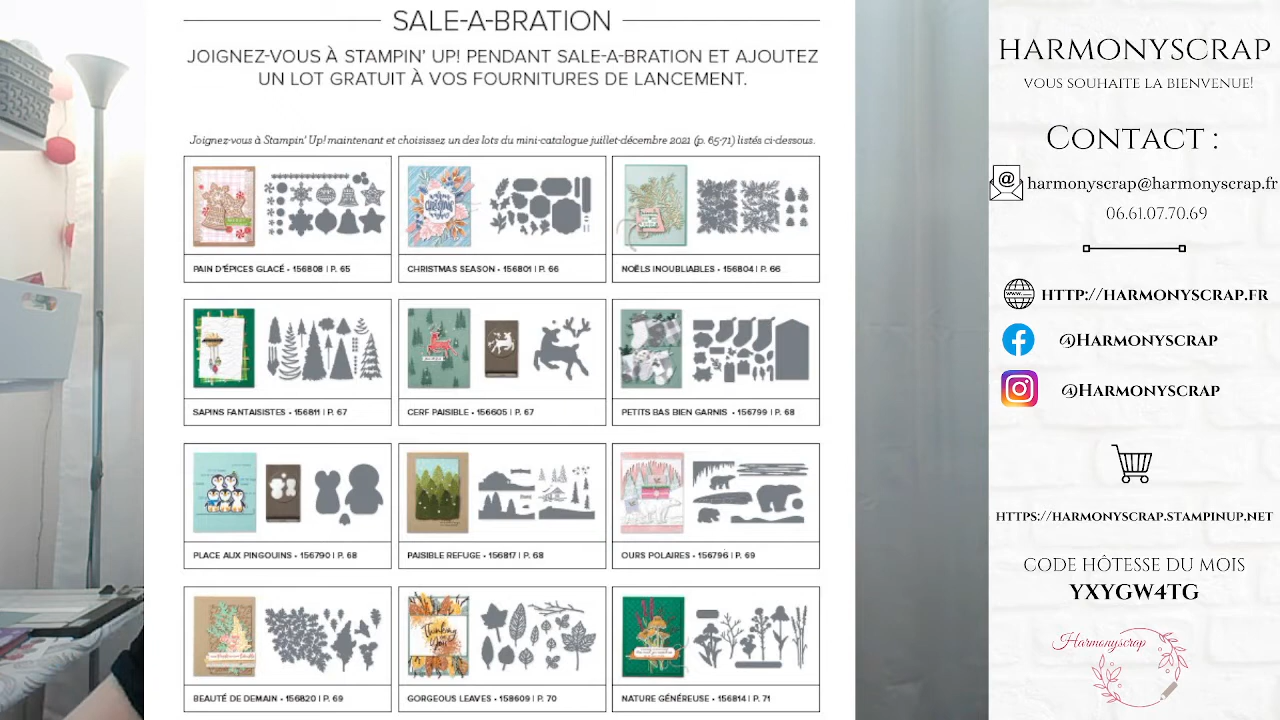 SALE-A-BRATION
JOIGNEZ-VOUS À STAMPIN' UP! PENDANT SALE-A-BRATION ET AJOUTEZ
UN LOT GRATUIT À VOS FOURNITURES DE LANCEMENT.
Joignez-vous à Stampin' Up! maintenant et choisissez un des lots du mini-catalogue juillet-décembre 2021 (p. 65-71) listés ci-dessous.
PAIN D'ÉPICES GLACÉ • 156808 | P. 65
CHRISTMAS SEASON • 156801 | P. 66
NOËLS INOUBLIABLES • 156804 | P. 66
SAPINS FANTAISISTES • 156811 | P. 67
CERF PAISIBLE • 156605 | P. 67
PETITS BAS BIEN GARNIS • 156799 | P. 68
PLACE AUX PINGOUINS • 156790 | P. 68
PAISIBLE REFUGE • 156817 | P. 68
OURS POLAIRES • 156796 | P. 69
Thinking
You
BEAUTÉ DE DEMAIN • 156820 | P. 69
GORGEOUS LEAVES • 158609 | P. 70
NATURE GÉNÉREUSE • 156814 | P. 71
HARMONYSCRAP
VOUS SOUHAITE LA BIENVENUE!
CONTACT :
@ harmonyscrap@harmonyscrap.fr
06.61.07.70.69
www. HTTP://HARMONYSCRAP.FR
@HARMONYSCRAP
@HARMONYSCRAP
HTTPS://HARMONYSCRAP.STAMPINUP.NET
CODE HÔTESSE DU MOIS
YXYGW4TG
Harmonyscrap